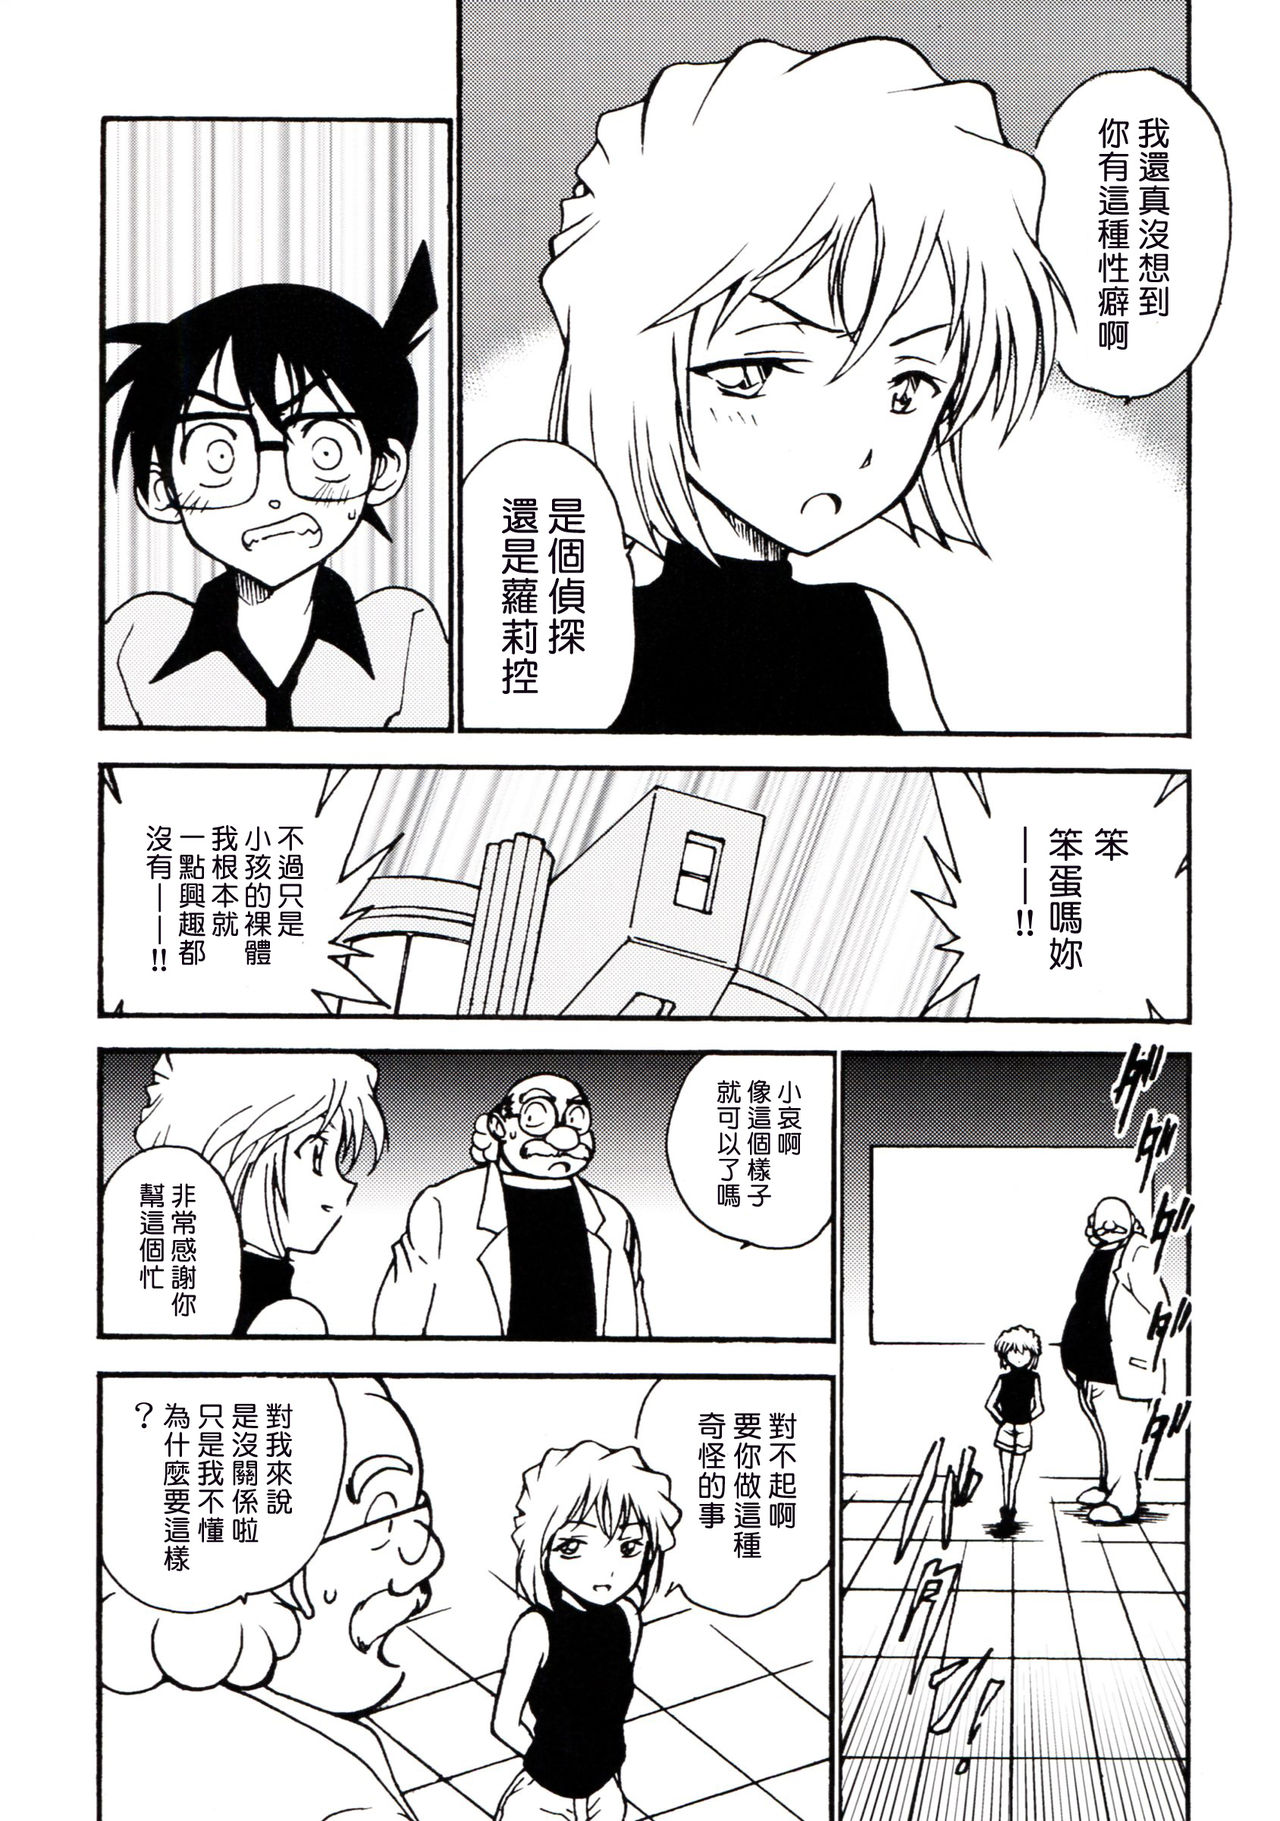 我還真沒想到
你有這種性癖啊
是個偵探
還是蘿莉控
笨
笨蛋嗎妳
——!!
不過只是
小孩的裸體
我根本就
一點興趣都
沒有——!!
ダダダダダ
小哀啊
像這個樣子
就可以了嗎
非常感謝你
幫這個忙
對不起啊
要你做這種
奇怪的事
對我來說
是沒關係啦
只是我不懂
為什麼要這樣
？